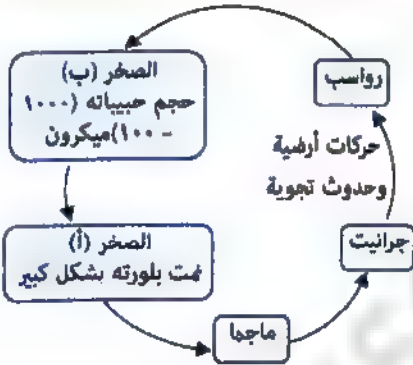 الصخر (ب)
حجم حبيباته (١٠٠٠
– ١٠٠)ميكرون
رواسب
حركات أرضية
وحدوث تجوية
الصخر (أ)
نمت بلورته بشكل كبير
جرانيت
ماجما